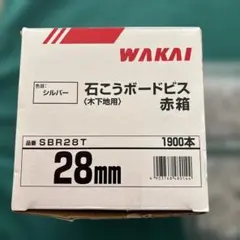 WAKAI
色目:
シルバー
石こうボードビス
(木下地用)
赤箱
品番 SBR28T
1900本
28mm